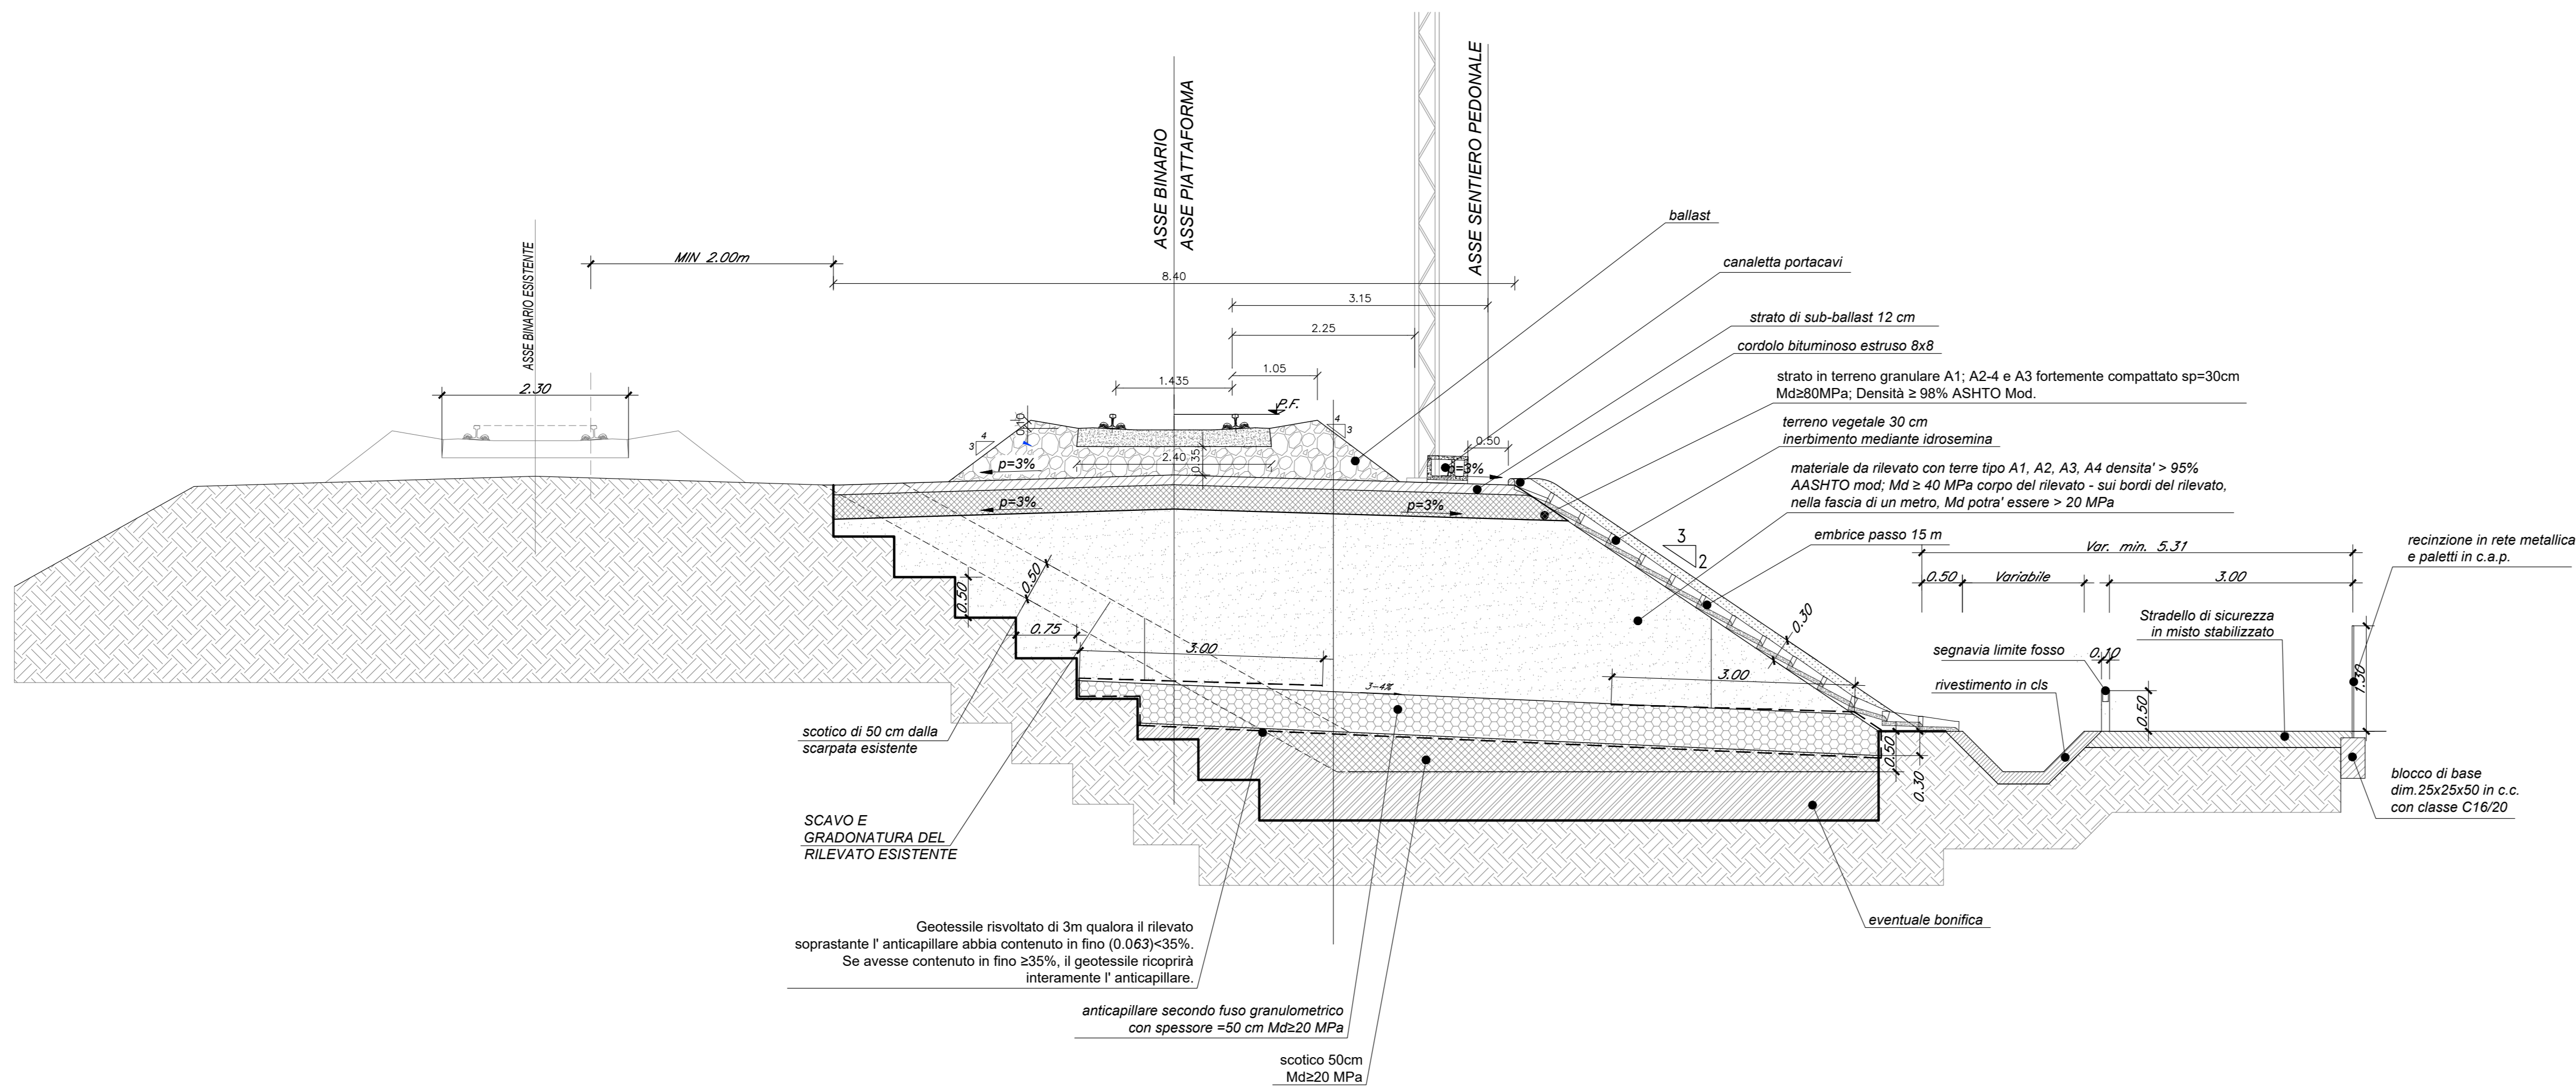 ASSE BINARIO ESISTENTE
2.30
MIN 2.00m
ASSE BINARIO
ASSE PIATTAFORMA
ASSE SENTIERO PEDONALE
8.40
3.15
2.25
1.05
1.435
P.F.
0.10
4
3
4
3
2.40
0.35
p=3%
p=3%
p=3%
p=3%
0.50
ballast
canaletta portacavi
strato di sub-ballast 12 cm
cordolo bituminoso estruso 8x8
strato in terreno granulare A1; A2-4 e A3 fortemente compattato sp=30cm
Md≥80MPa; Densità ≥ 98% ASHTO Mod.
terreno vegetale 30 cm
inerbimento mediante idrosemina
materiale da rilevato con terre tipo A1, A2, A3, A4 densita' > 95%
AASHTO mod; Md ≥ 40 MPa corpo del rilevato - sui bordi del rilevato,
nella fascia di un metro, Md potra' essere > 20 MPa
embrice passo 15 m
3
2
Var. min. 5.31
0.50
Variabile
3.00
recinzione in rete metallica
e paletti in c.a.p.
Stradello di sicurezza
in misto stabilizzato
segnavia limite fosso
0.10
rivestimento in cls
0.50
1.30
0.30
0.50
0.50
0.75
3.00
3.00
3-4%
0.50
0.30
scotico di 50 cm dalla
scarpata esistente
SCAVO E
GRADONATURA DEL
RILEVATO ESISTENTE
blocco di base
dim.25x25x50 in c.c.
con classe C16/20
eventuale bonifica
Geotessile risvoltato di 3m qualora il rilevato
soprastante l' anticapillare abbia contenuto in fino (0.063)<35%.
Se avesse contenuto in fino ≥35%, il geotessile ricoprirà
interamente l' anticapillare.
anticapillare secondo fuso granulometrico
con spessore =50 cm Md≥20 MPa
scotico 50cm
Md≥20 MPa